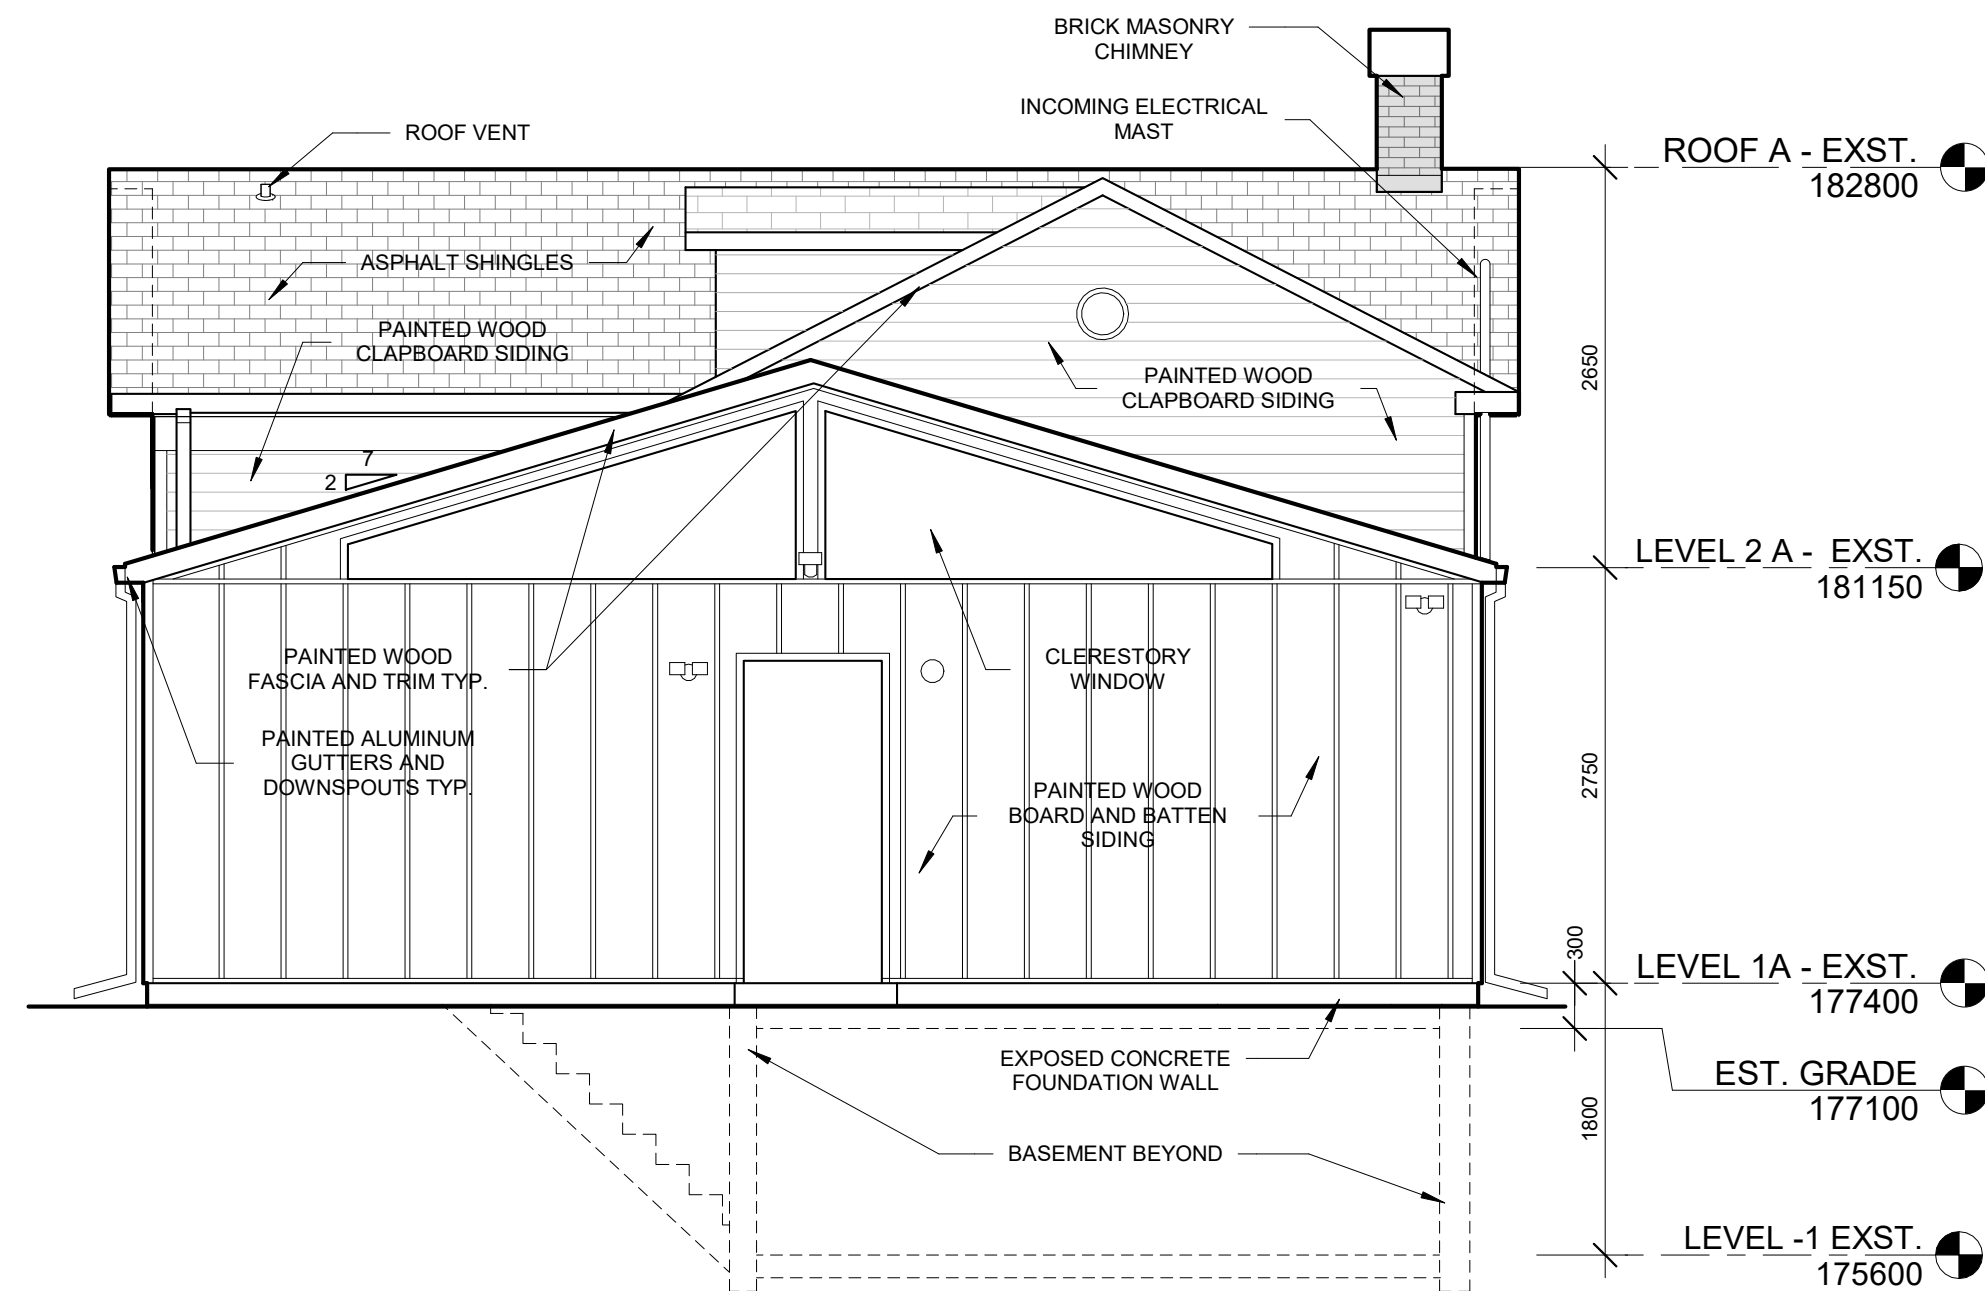 BRICK MASONRY
CHIMNEY
INCOMING ELECTRICAL
MAST
ROOF VENT
ROOF A - EXST.
182800
ASPHALT SHINGLES
PAINTED WOOD
CLAPBOARD SIDING
PAINTED WOOD
CLAPBOARD SIDING
2650
7
2
LEVEL 2 A - EXST.
181150
PAINTED WOOD
FASCIA AND TRIM TYP.
CLERESTORY
WINDOW
PAINTED ALUMINUM
GUTTERS AND
DOWNSPOUTS TYP.
PAINTED WOOD
BOARD AND BATTEN
SIDING
2750
300
LEVEL 1A - EXST.
177400
EXPOSED CONCRETE
FOUNDATION WALL
EST. GRADE
177100
1800
BASEMENT BEYOND
LEVEL -1 EXST.
175600